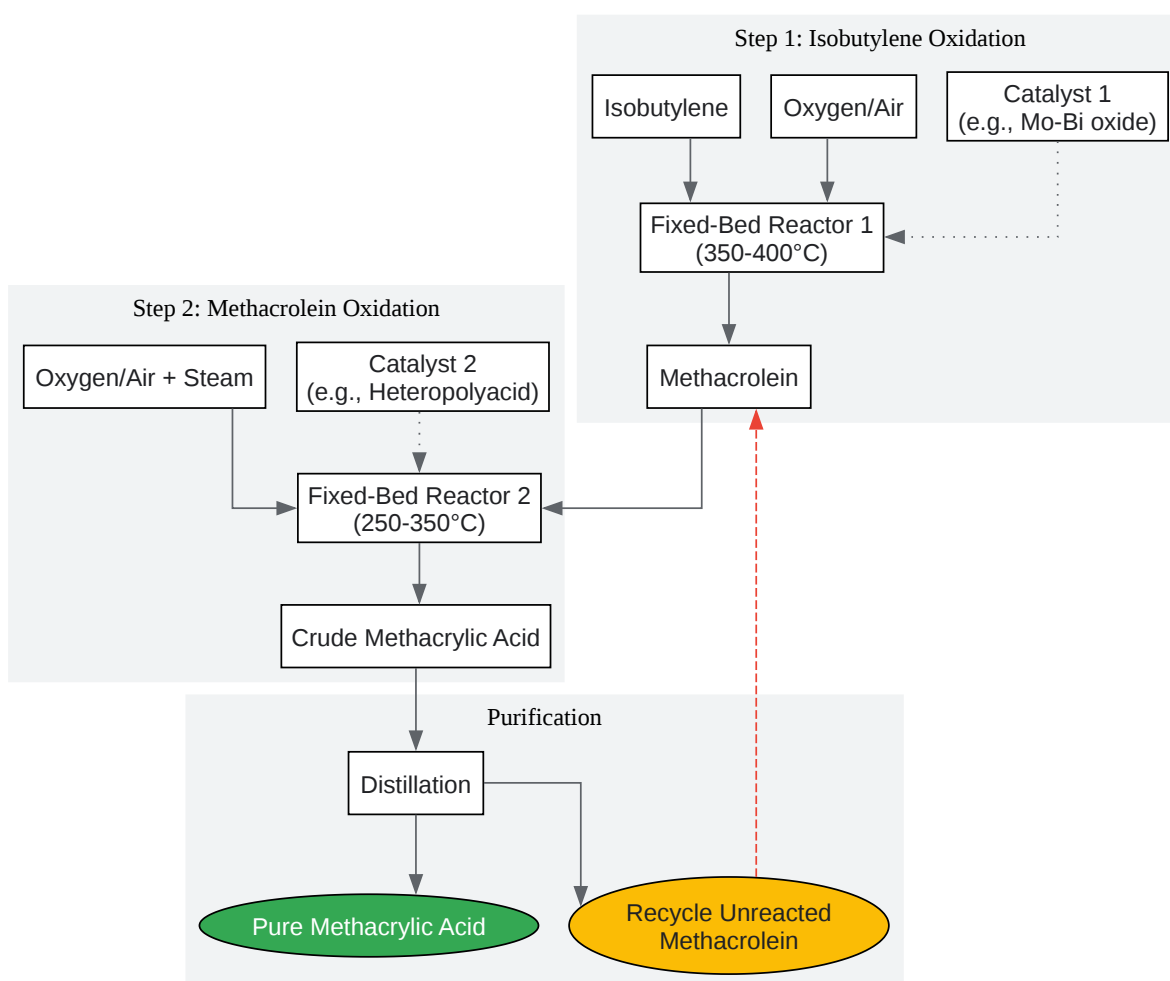 Step 1: Isobutylene Oxidation
Isobutylene
Oxygen/Air
Catalyst 1
(e.g., Mo-Bi oxide)
Fixed-Bed Reactor 1
(350-400°C)
Methacrolein
Step 2: Methacrolein Oxidation
Oxygen/Air + Steam
Catalyst 2
(e.g., Heteropolyacid)
Fixed-Bed Reactor 2
(250-350°C)
Crude Methacrylic Acid
Purification
Distillation
Pure Methacrylic Acid
Recycle Unreacted
Methacrolein